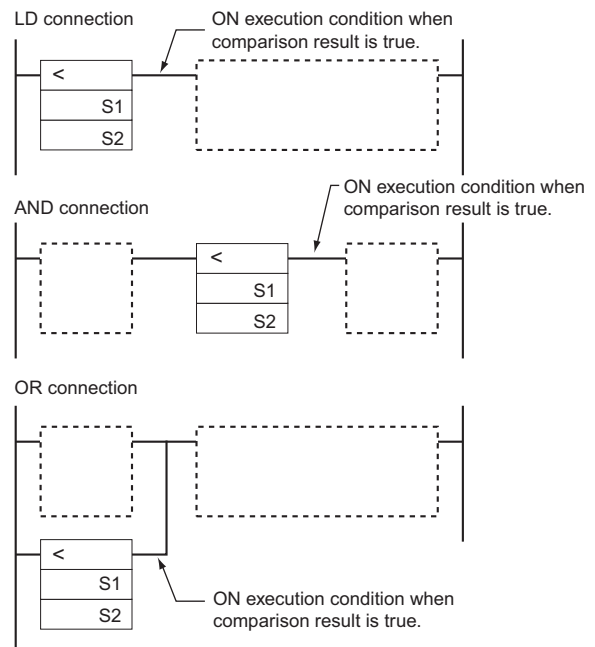 LD connection
ON execution condition when
comparison result is true.
<
S1
S2
AND connection
ON execution condition when
comparison result is true.
<
S1
S2
OR connection
<
S1
S2
ON execution condition when
comparison result is true.